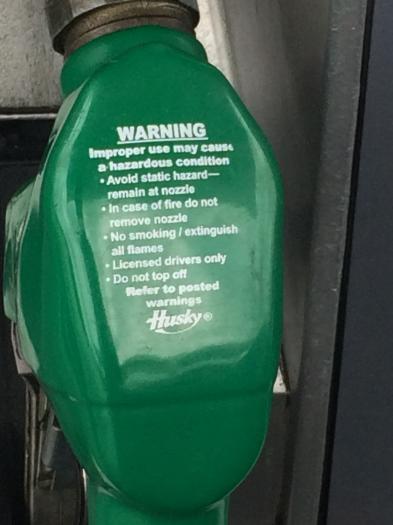 WARNING
Improper use may cause
a hazardous condition
• Avoid static hazard—
remain at nozzle
• In case of fire do not
remove nozzle
• No smoking / extinguish
all flames
• Licensed drivers only
• Do not top off
Refer to posted
warnings
Husky®